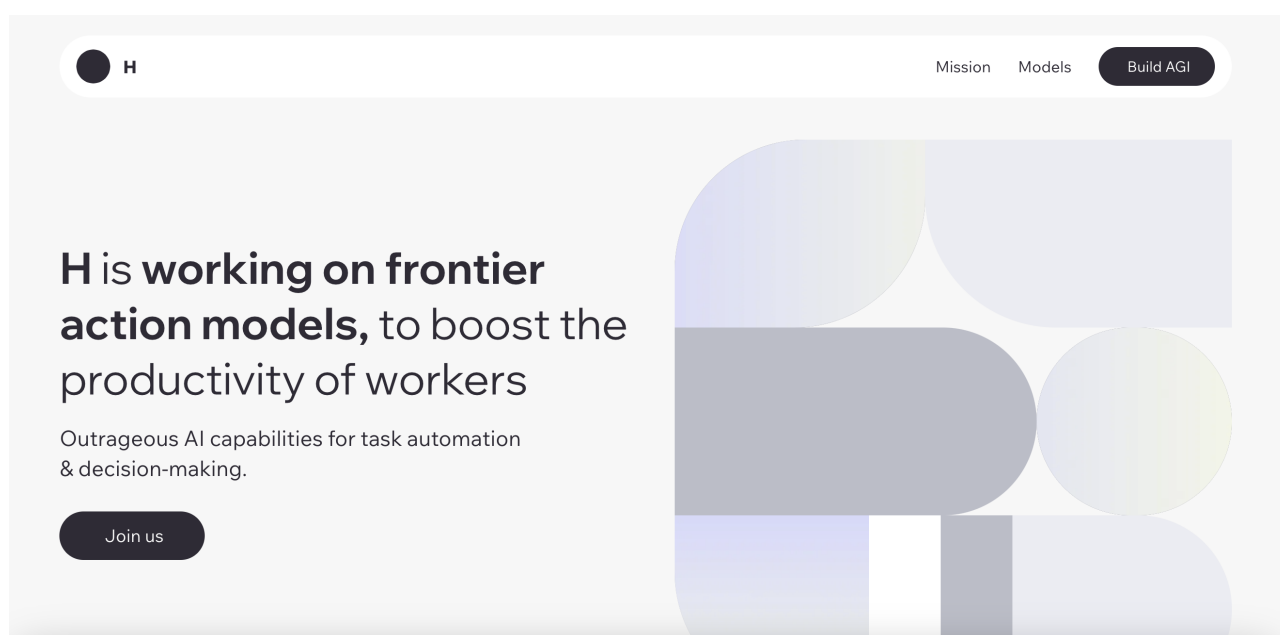 H
Mission
Models
Build AGI
H is working on frontier
action models, to boost the
productivity of workers
Outrageous AI capabilities for task automation
& decision-making.
Join us